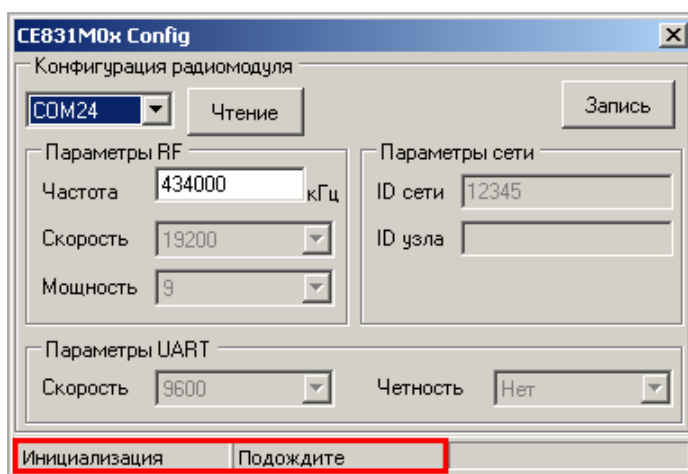 CE831M0x Config
Конфигурация радиомодуля
COM24 Чтение Запись
Параметры RF
Частота 434000 кГц
Скорость 19200
Мощность 9
Параметры сети
ID сети 12345
ID узла
Параметры UART
Скорость 9600 Четность Нет
Инициализация Подождите